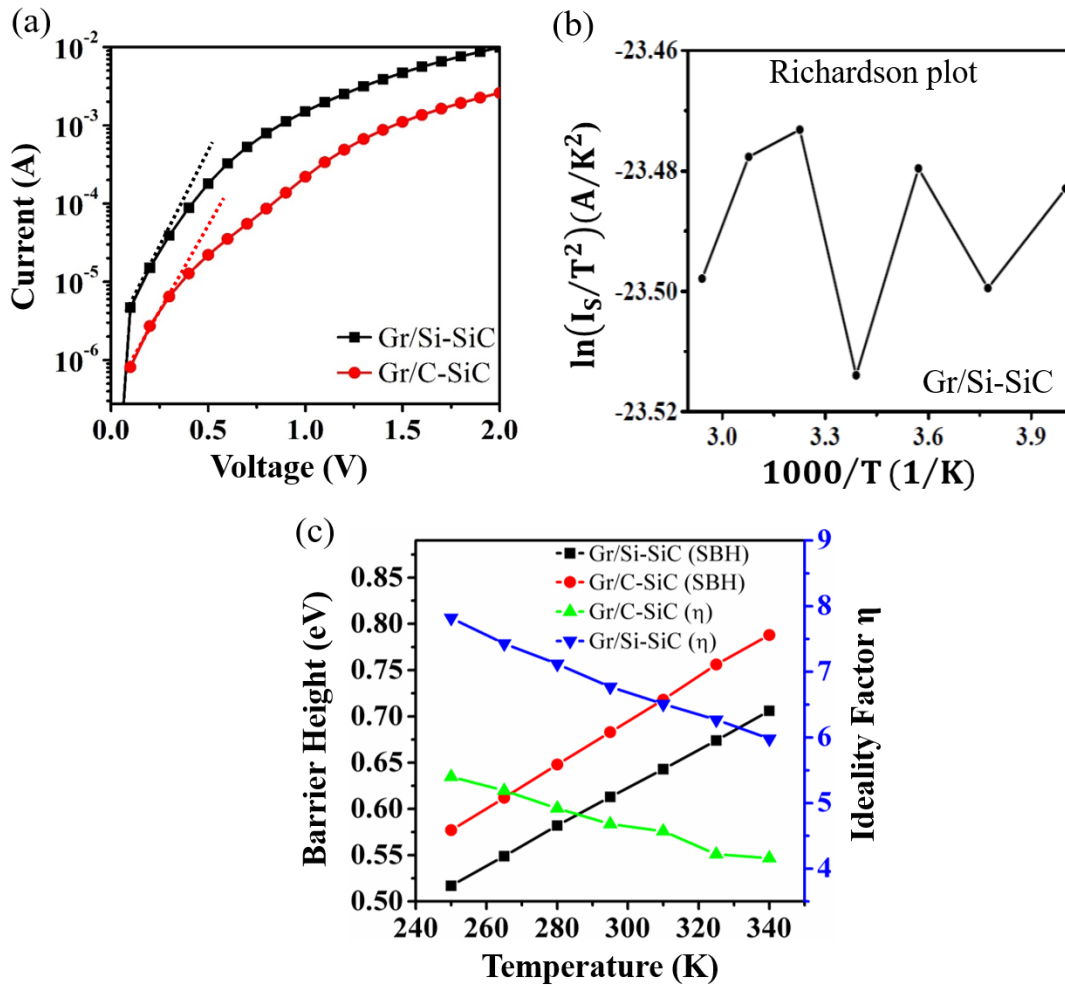 (a)
10⁻²
10⁻³
10⁻⁴
10⁻⁵
10⁻⁶
Current (A)
Gr/Si-SiC
Gr/C-SiC
0.0 0.5 1.0 1.5 2.0
Voltage (V)
(b)
-23.46
-23.48
-23.50
-23.52
ln(I_S/T²)(A/K²)
Richardson plot
Gr/Si-SiC
3.0 3.3 3.6 3.9
1000/T (1/K)
(c)
0.85
0.80
0.75
0.70
0.65
0.60
0.55
0.50
Barrier Height (eV)
Gr/Si-SiC (SBH)
Gr/C-SiC (SBH)
Gr/C-SiC (η)
Gr/Si-SiC (η)
9
8
7
6
5
4
Ideality Factor η
240 260 280 300 320 340
Temperature (K)